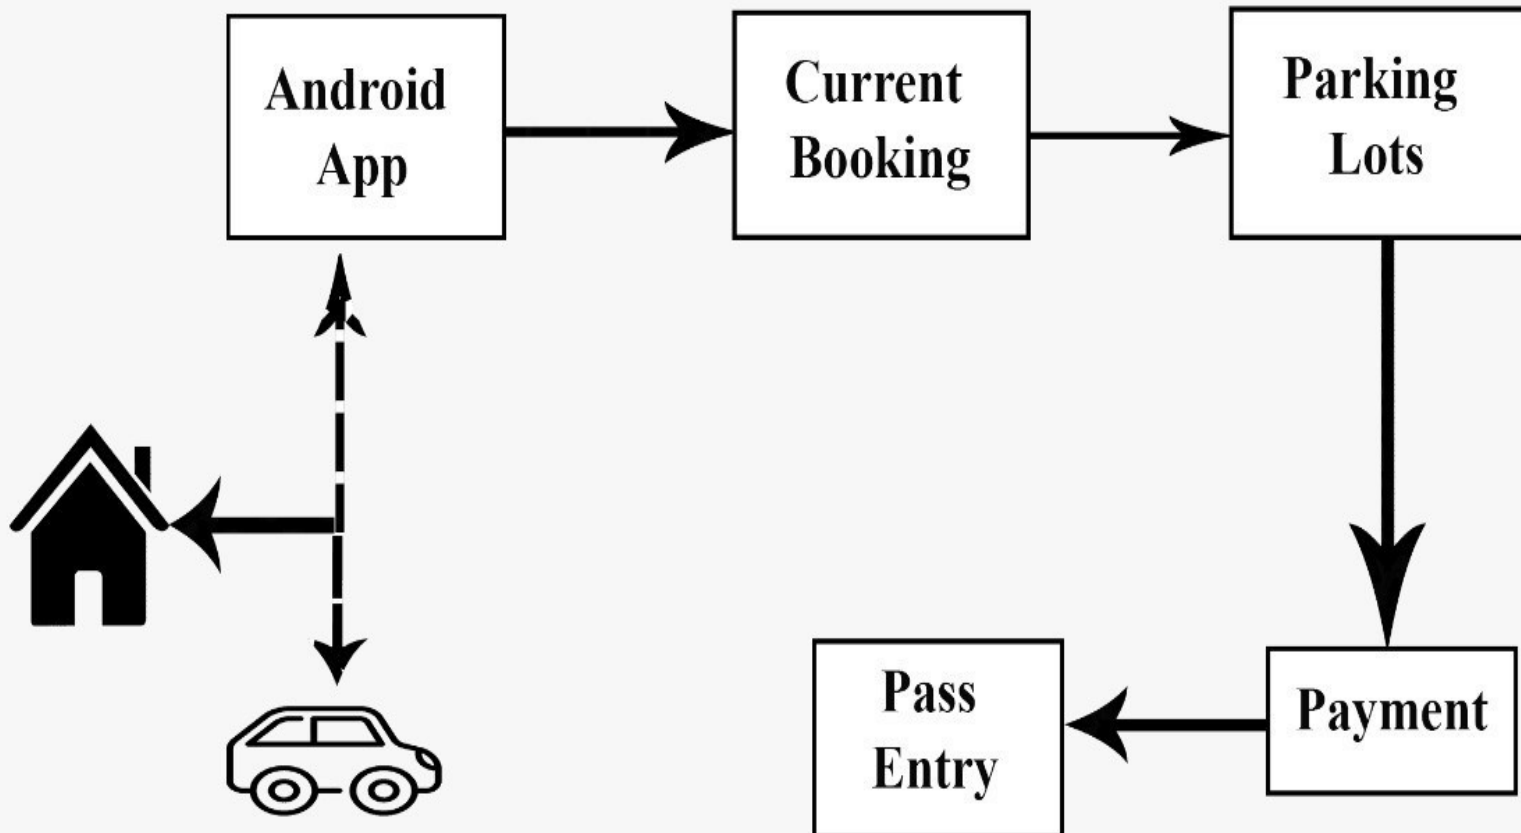 Android
App
Current
Booking
Parking
Lots
Payment
Pass
Entry